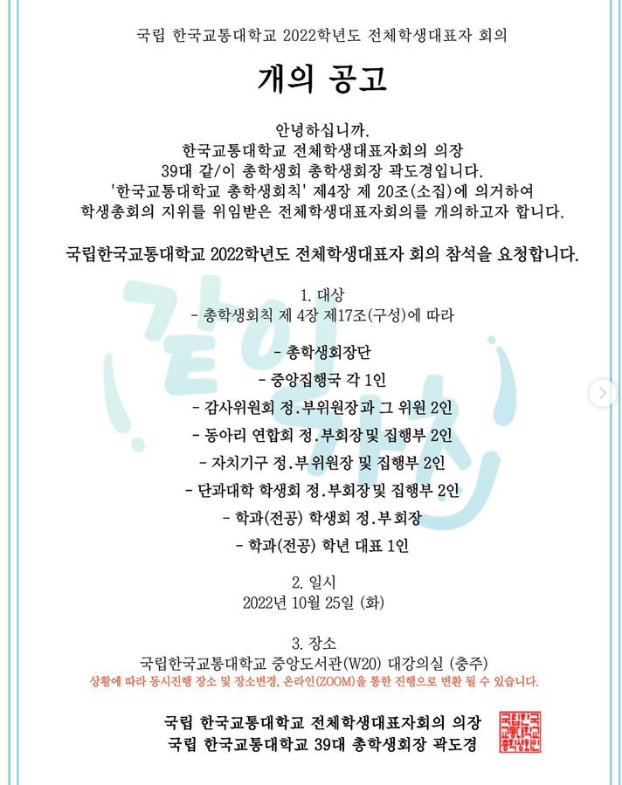 국립 한국교통대학교 2022학년도 전체학생대표자 회의
개의 공고
안녕하십니까.
한국교통대학교 전체학생대표자회의 의장
39대 같/이 총학생회 총학생회장 곽도경입니다.
'한국교통대학교 총학생회칙' 제4장 제 20조(소집)에 의거하여
학생총회의 지위를 위임받은 전체학생대표자회의를 개의하고자 합니다.
국립한국교통대학교 2022학년도 전체학생대표자 회의 참석을 요청합니다.
1. 대상
- 총학생회칙 제 4장 제17조(구성)에 따라
- 총학생회장단
- 중앙집행국 각 1인
- 감사위원회 정.부위원장과 그 위원 2인
- 동아리 연합회 정.부회장및 집행부 2인
- 자치기구 정.부위원장 및 집행부 2인
- 단과대학 학생회 정.부회장및 집행부 2인
- 학과(전공) 학생회 정.부회장
- 학과(전공) 학년 대표 1인
같이
가치
2. 일시
2022년 10월 25일 (화)
3. 장소
국립한국교통대학교 중앙도서관(W20) 대강의실 (충주)
상황에 따라 동시진행 장소 및 장소변경, 온라인(ZOOM)을 통한 진행으로 변환 될 수 있습니다.
국립 한국교통대학교 전체학생대표자회의 의장
국립 한국교통대학교 39대 총학생회장 곽도경